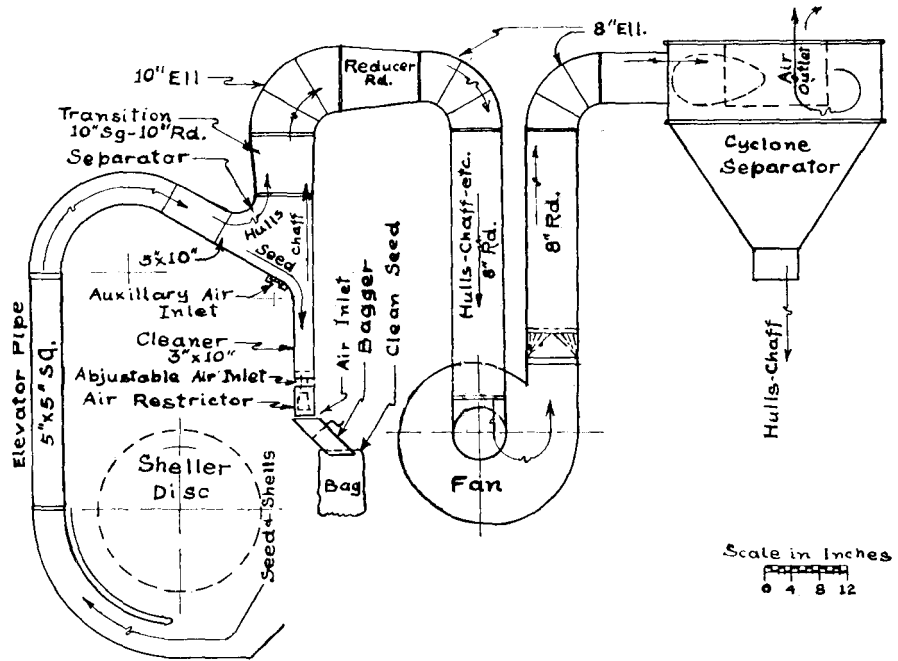 8" Ell.
10" Ell
Reducer
Rd.
Air
Outlet
Transition
10"Sq-10" Rd.
Separator
Cyclone
Separator
Hulls
Seed
Chaff
5"x10"
Auxillary Air
Inlet
Hulls-Chaff-etc.
8" Rd.
8" Rd.
Air Inlet
Bagger
Clean Seed
Cleaner
3"x10"
Adjustable Air Inlet
Air Restrictor
Elevator Pipe
5"x5" SQ.
Hulls-Chaff
Sheller
Disc
Seed & Shells
Bag
Fan
Scale in Inches
0 4 8 12